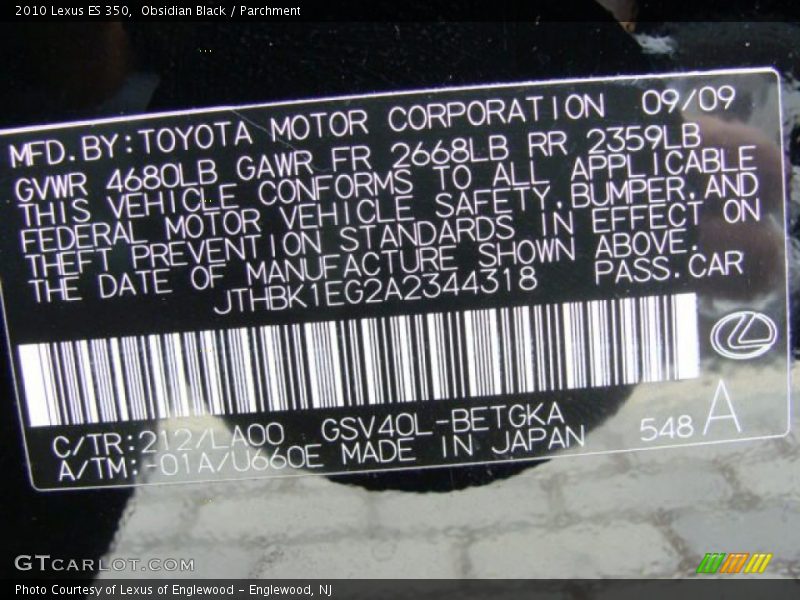 2010 Lexus ES 350,  Obsidian Black / Parchment
MFD.BY:TOYOTA MOTOR CORPORATION 09/09
GVWR 4680LB GAWR FR 2668LB RR 2359LB
THIS VEHICLE CONFORMS TO ALL APPLICABLE
FEDERAL MOTOR VEHICLE SAFETY,BUMPER,AND
THEFT PREVENTION STANDARDS IN EFFECT ON
THE DATE OF MANUFACTURE SHOWN ABOVE.
JTHBK1EG2A2344318 PASS.CAR
C/TR:212/LA00 GSV40L-BETGKA
A/TM:-01A/U660E MADE IN JAPAN 548 A
GTCARLOT.COM
Photo Courtesy of Lexus of Englewood – Englewood, NJ